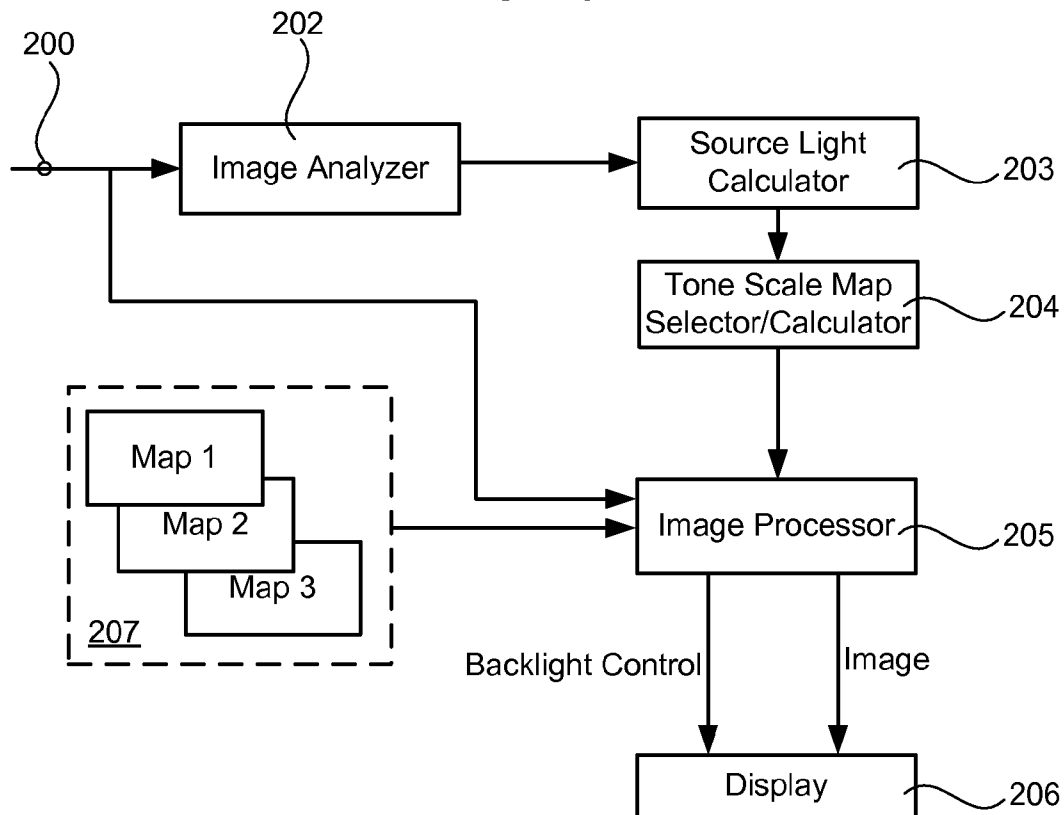 200
202
Image Analyzer
Source Light
Calculator
203
Tone Scale Map
Selector/Calculator
204
Map 1
Map 2
Map 3
207
Image Processor
205
Backlight Control
Image
Display
206